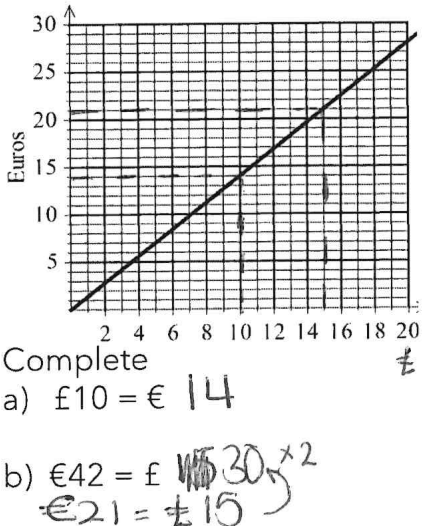 30
25
20
15
10
5
Euros
2 4 6 8 10 12 14 16 18 20
£
Complete
a) £10 = € 14
b) €42 = £ 30 ×2
€21 = £15